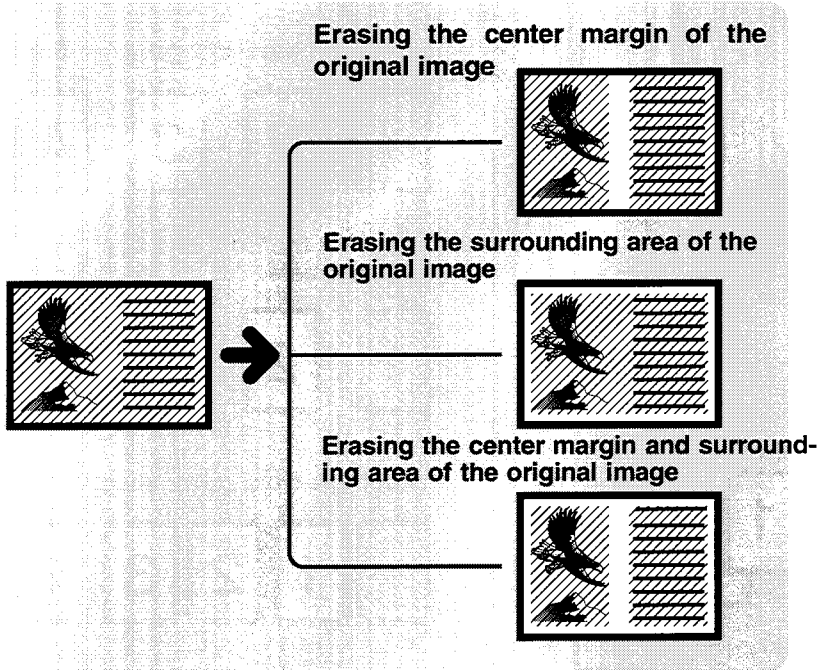 Erasing the center margin of the
original image
Erasing the surrounding area of the
original image
Erasing the center margin and surround-
ing area of the original image